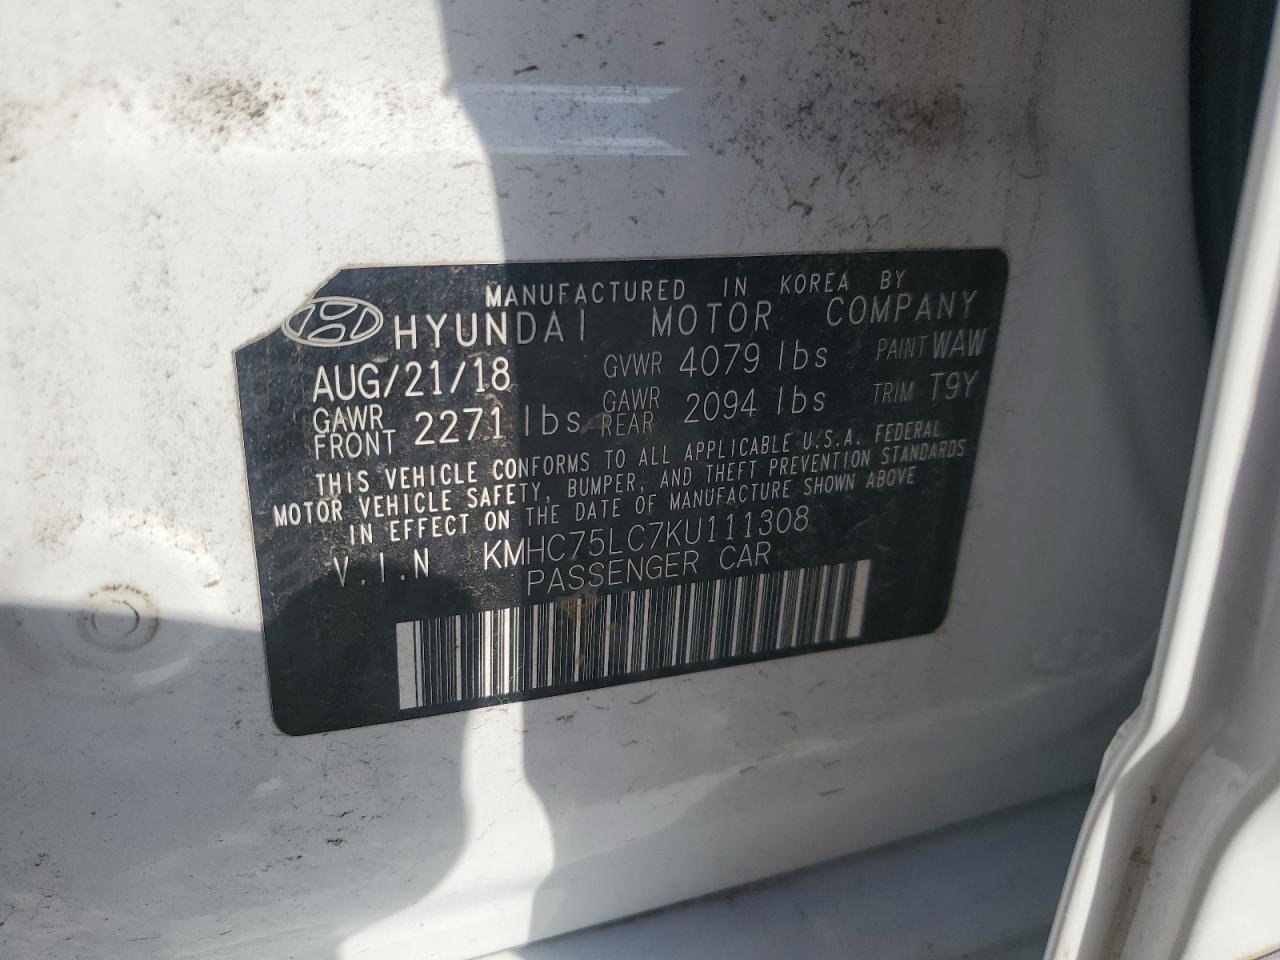 MANUFACTURED IN KOREA BY
HYUNDAI MOTOR COMPANY
AUG/21/18 GVWR 4079 lbs PAINT WAW
GAWR FRONT 2271 lbs GAWR REAR 2094 lbs TRIM T9Y
THIS VEHICLE CONFORMS TO ALL APPLICABLE U.S.A. FEDERAL
MOTOR VEHICLE SAFETY, BUMPER, AND THEFT PREVENTION STANDARDS
IN EFFECT ON THE DATE OF MANUFACTURE SHOWN ABOVE
V.I.N KMHC75LC7KU111308
PASSENGER CAR